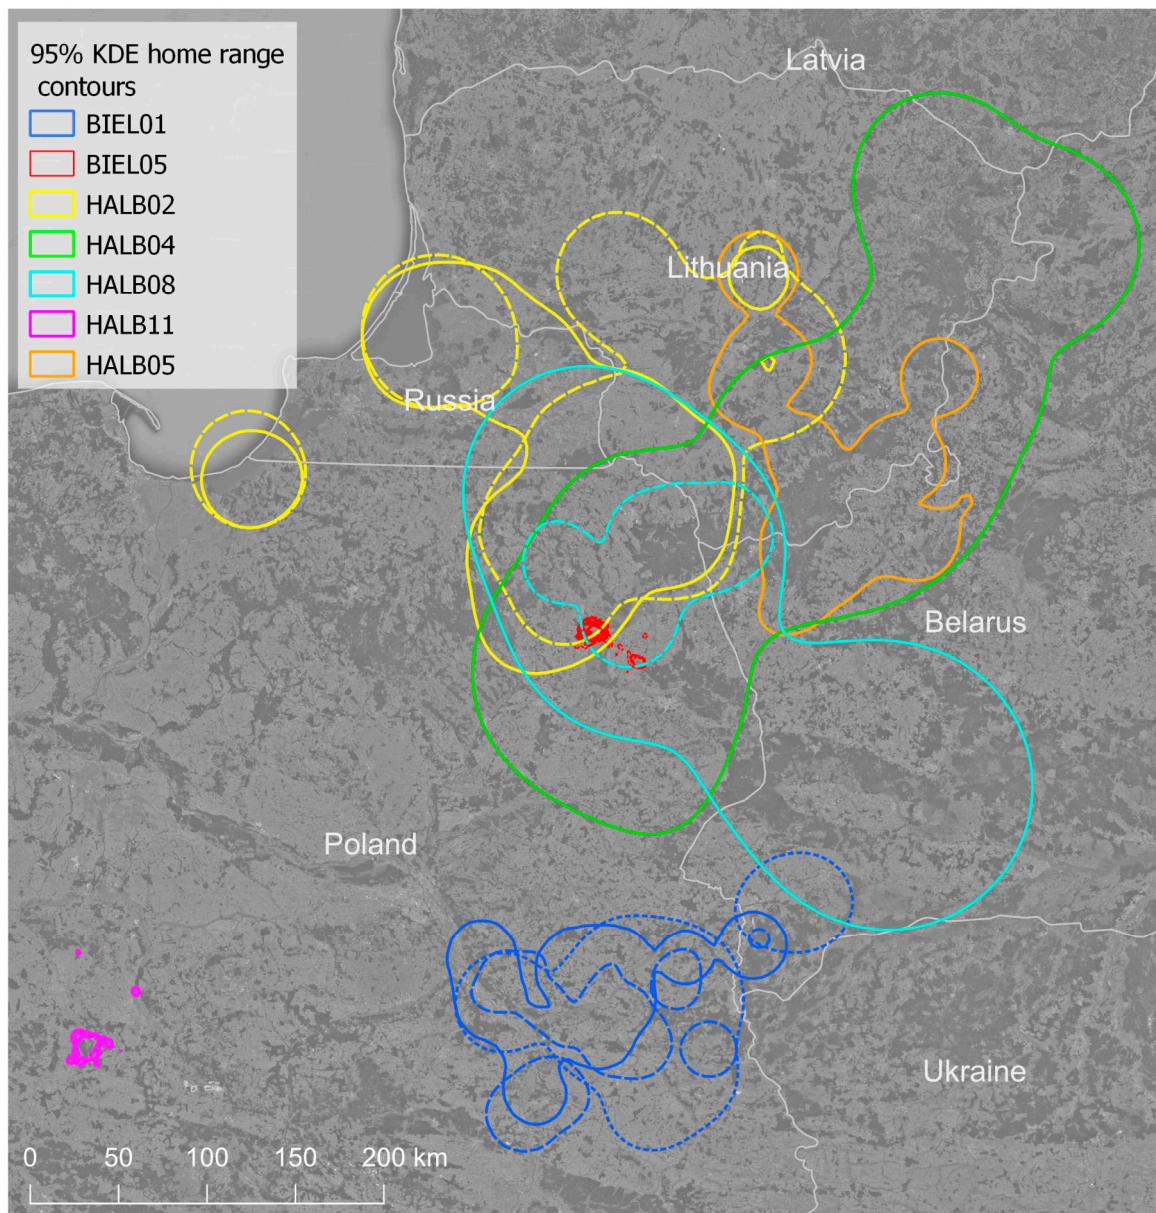 95% KDE home range
contours
BIEL01
BIEL05
HALB02
HALB04
HALB08
HALB11
HALB05
Latvia
Lithuania
Russia
Belarus
Poland
Ukraine
0 50 100 150 200 km